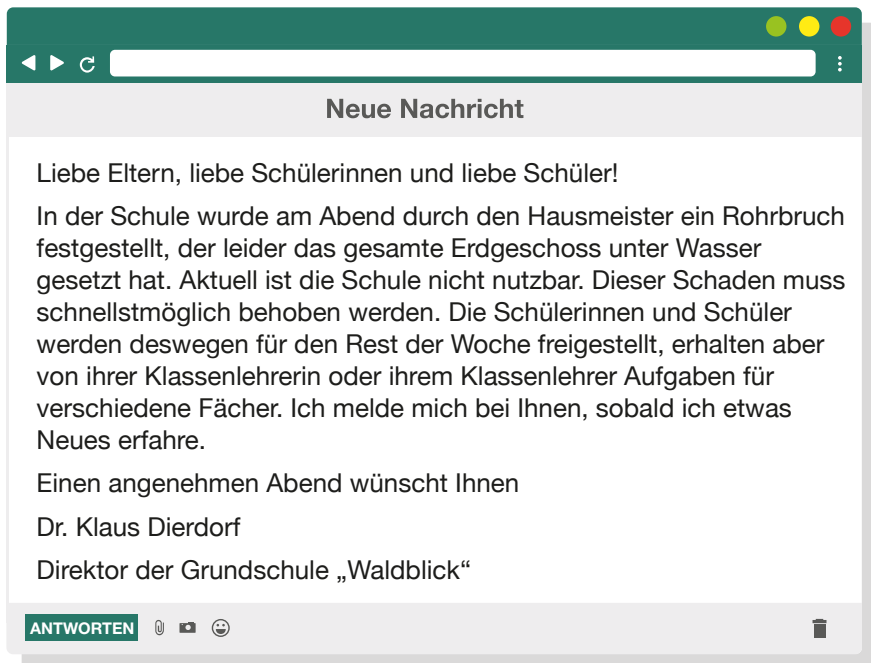 Neue Nachricht
Liebe Eltern, liebe Schülerinnen und liebe Schüler!
In der Schule wurde am Abend durch den Hausmeister ein Rohrbruch
festgestellt, der leider das gesamte Erdgeschoss unter Wasser
gesetzt hat. Aktuell ist die Schule nicht nutzbar. Dieser Schaden muss
schnellstmöglich behoben werden. Die Schülerinnen und Schüler
werden deswegen für den Rest der Woche freigestellt, erhalten aber
von ihrer Klassenlehrerin oder ihrem Klassenlehrer Aufgaben für
verschiedene Fächer. Ich melde mich bei Ihnen, sobald ich etwas
Neues erfahre.
Einen angenehmen Abend wünscht Ihnen
Dr. Klaus Dierdorf
Direktor der Grundschule „Waldblick“
ANTWORTEN